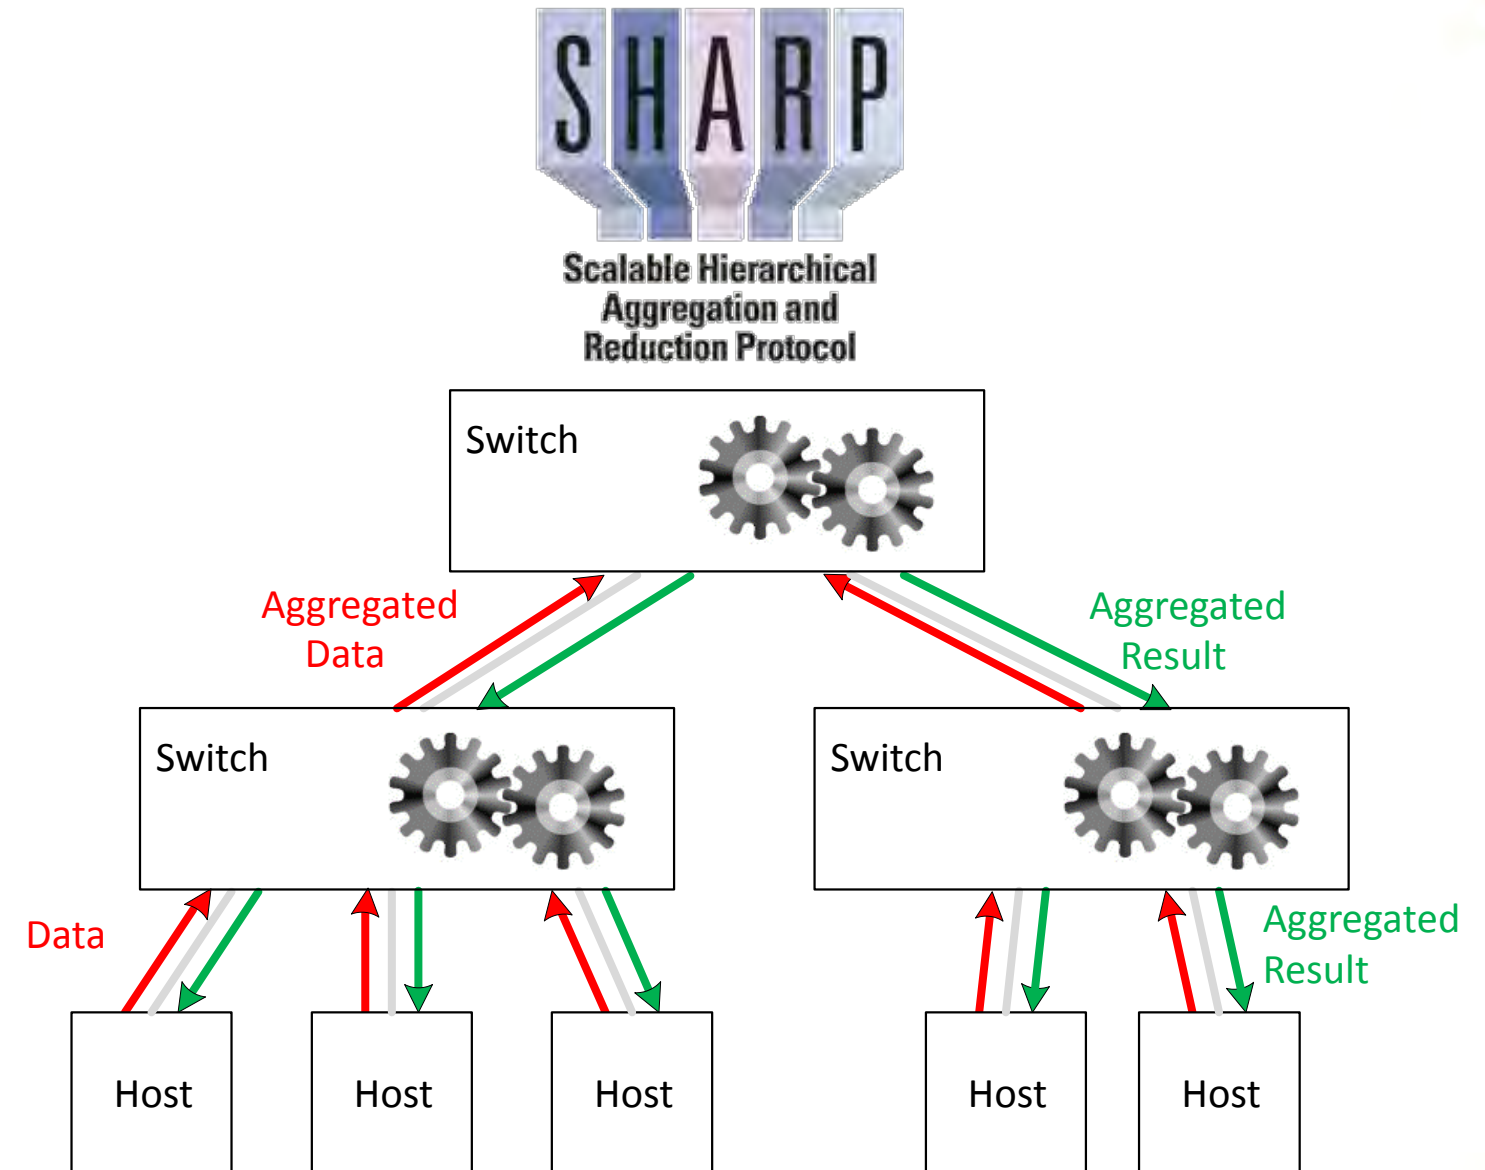 SHARP
Scalable Hierarchical
Aggregation and
Reduction Protocol
Switch
Aggregated
Data
Aggregated
Result
Switch
Switch
Data
Aggregated
Result
Host
Host
Host
Host
Host